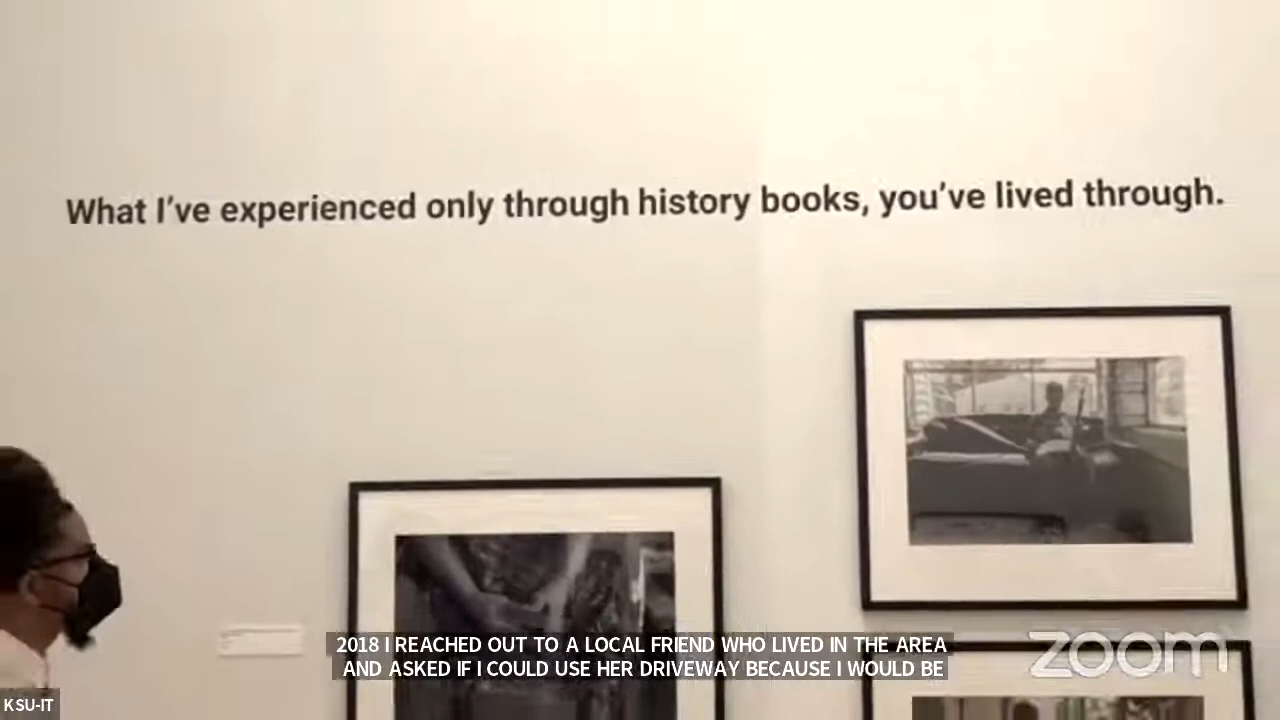 What I've experienced only through history books, you've lived through.
2018 I REACHED OUT TO A LOCAL FRIEND WHO LIVED IN THE AREA
AND ASKED IF I COULD USE HER DRIVEWAY BECAUSE I WOULD BE
zoom
KSU-IT